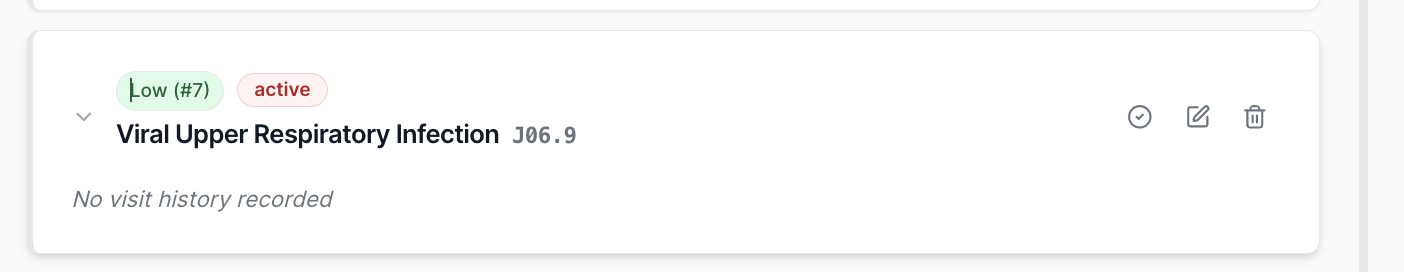 Low (#7) active
Viral Upper Respiratory Infection J06.9
No visit history recorded